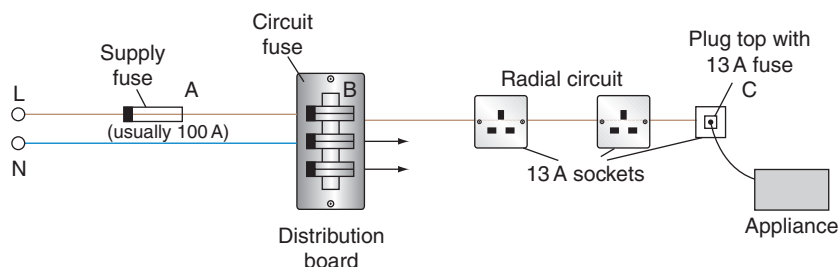 Supply
fuse
A
L
(usually 100 A)
N
Circuit
fuse
B
Distribution
board
Radial circuit
13 A sockets
Plug top with
13 A fuse
C
Appliance